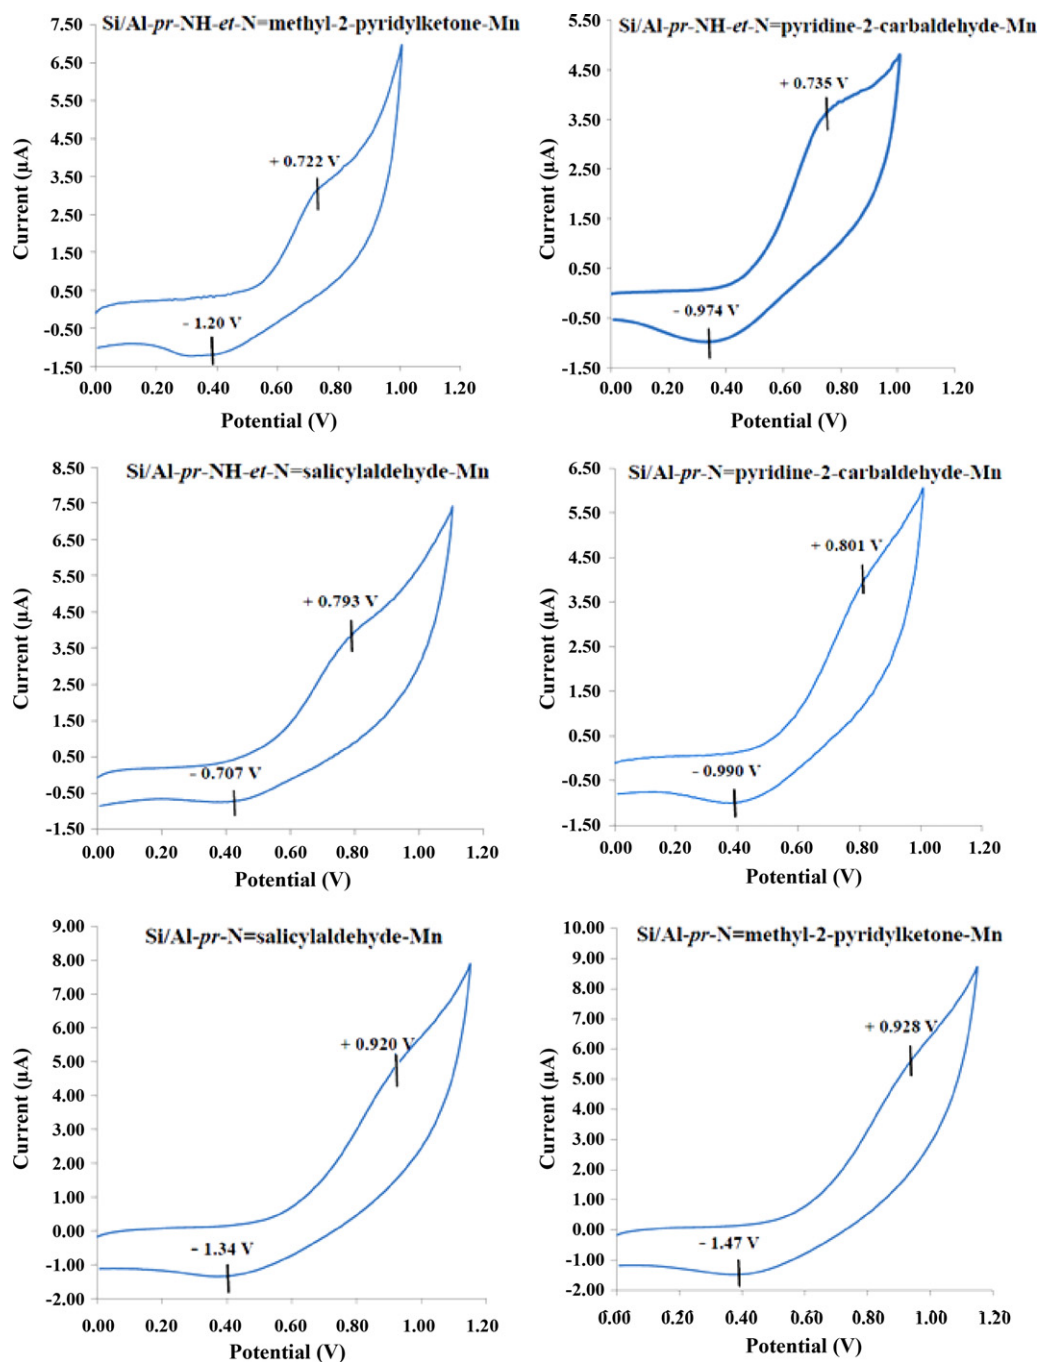 Si/Al-pr-NH-et-N=methyl-2-pyridylketone-Mn
7.50
6.50
5.50
4.50
3.50
2.50
1.50
0.50
-0.50
-1.50
Current (µA)
+ 0.722 V
- 1.20 V
0.00 0.20 0.40 0.60 0.80 1.00 1.20
Potential (V)
Si/Al-pr-NH-et-N=pyridine-2-carbaldehyde-Mn
5.50
4.50
3.50
2.50
1.50
0.50
-0.50
-1.50
Current (µA)
+ 0.735 V
- 0.974 V
0.00 0.20 0.40 0.60 0.80 1.00 1.20
Potential (V)
Si/Al-pr-NH-et-N=salicylaldehyde-Mn
8.50
7.50
6.50
5.50
4.50
3.50
2.50
1.50
0.50
-0.50
-1.50
Current (µA)
+ 0.793 V
- 0.707 V
0.00 0.20 0.40 0.60 0.80 1.00 1.20
Potential (V)
Si/Al-pr-N=pyridine-2-carbaldehyde-Mn
6.50
5.50
4.50
3.50
2.50
1.50
0.50
-0.50
-1.50
Current (µA)
+ 0.801 V
- 0.990 V
0.00 0.20 0.40 0.60 0.80 1.00 1.20
Potential (V)
Si/Al-pr-N=salicylaldehyde-Mn
9.00
8.00
7.00
6.00
5.00
4.00
3.00
2.00
1.00
0.00
-1.00
-2.00
Current (µA)
+ 0.920 V
- 1.34 V
0.00 0.20 0.40 0.60 0.80 1.00 1.20
Potential (V)
Si/Al-pr-N=methyl-2-pyridylketone-Mn
10.00
9.00
8.00
7.00
6.00
5.00
4.00
3.00
2.00
1.00
0.00
-1.00
-2.00
Current (µA)
+ 0.928 V
- 1.47 V
0.00 0.20 0.40 0.60 0.80 1.00 1.20
Potential (V)